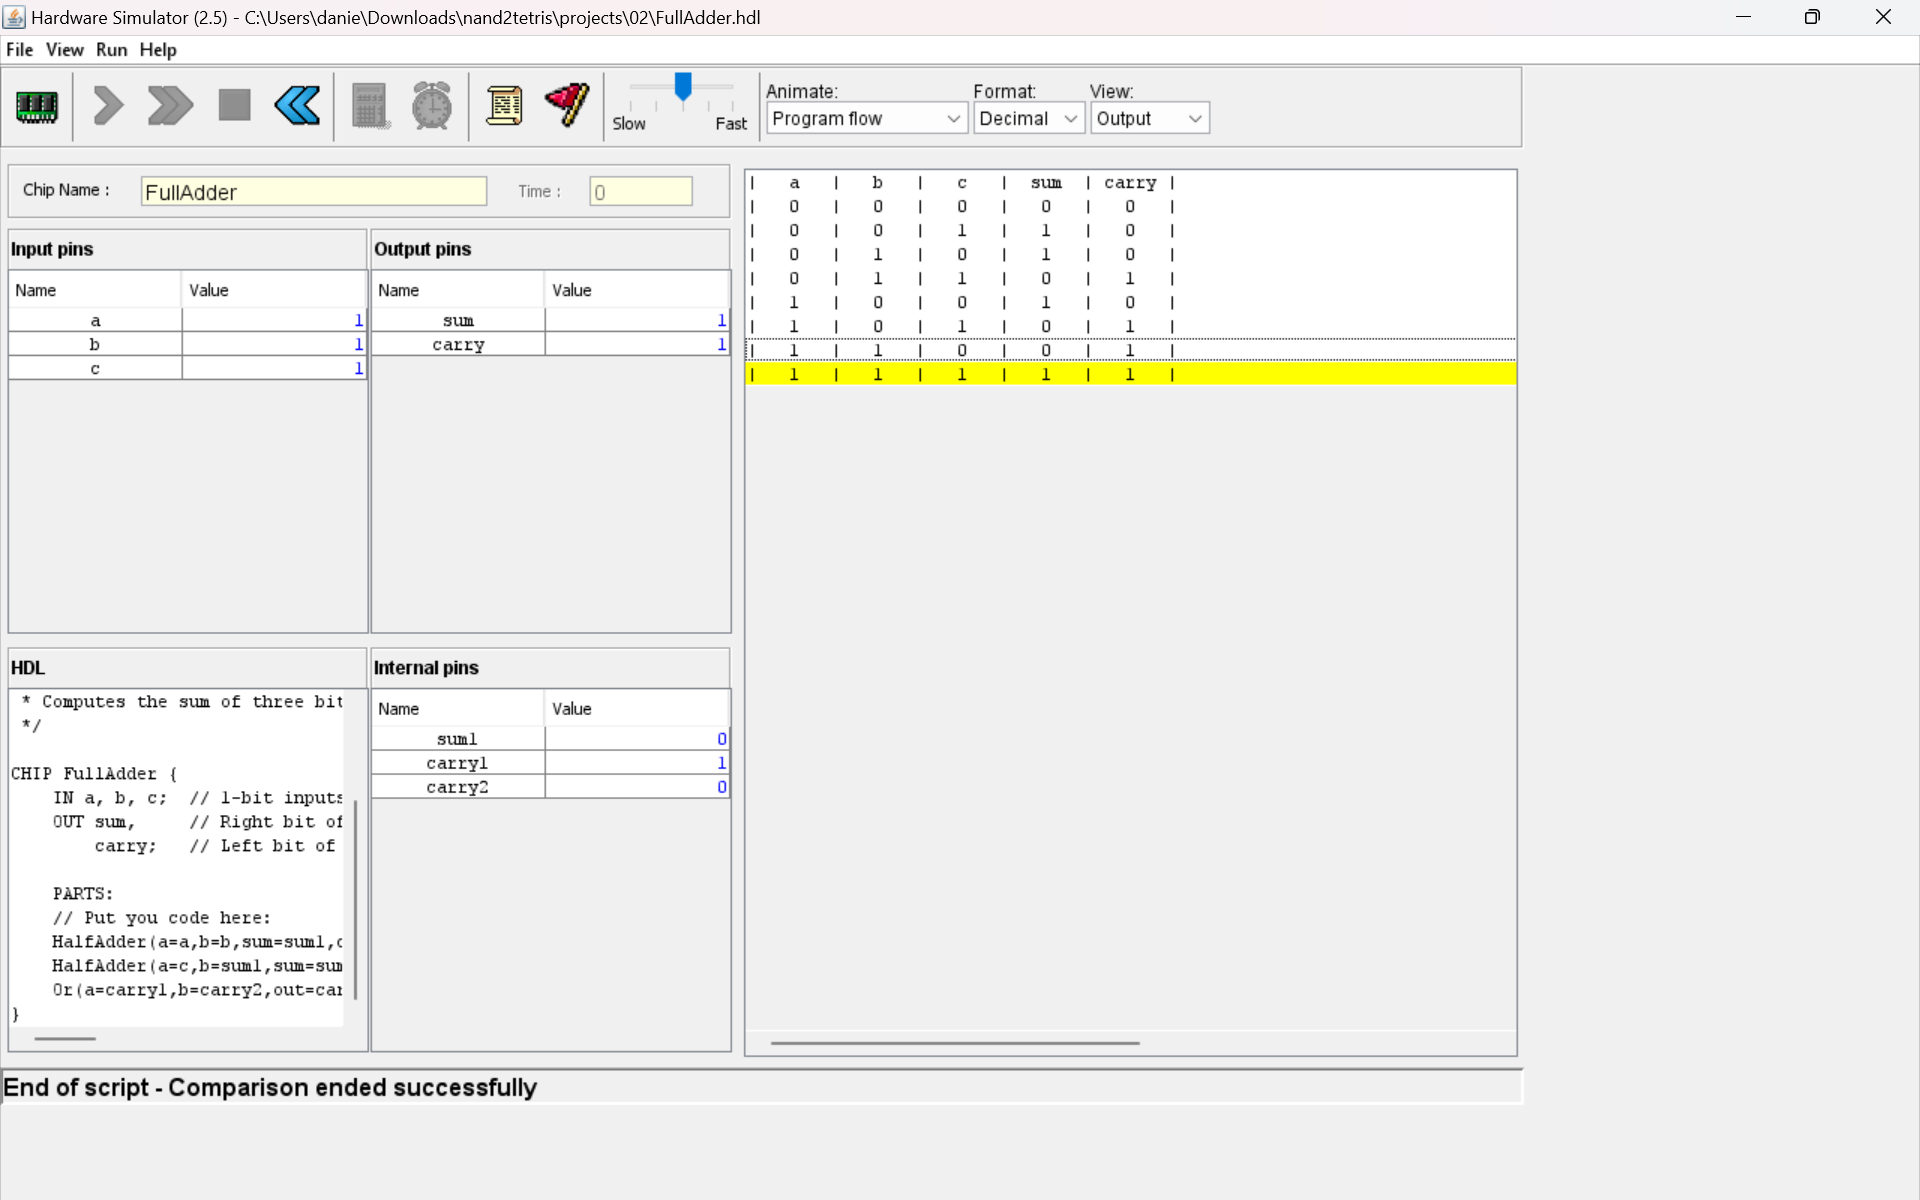 Hardware Simulator (2.5) - C:\Users\danie\Downloads\nand2tetris\projects\02\FullAdder.hdl
File View Run Help
Slow Fast
Animate: Format: View:
Program flow Decimal Output
Chip Name : FullAdder Time : 0
Input pins
Name Value
a 1
b 1
c 1
Output pins
Name Value
sum 1
carry 1
HDL
* Computes the sum of three bit
*/
CHIP FullAdder {
IN a, b, c; // 1-bit inputs
OUT sum, // Right bit of
carry; // Left bit of
PARTS:
// Put you code here:
HalfAdder(a=a,b=b,sum=sum1,c
HalfAdder(a=c,b=sum1,sum=sum
Or(a=carry1,b=carry2,out=car
}
Internal pins
Name Value
sum1 0
carry1 1
carry2 0
| a | b | c | sum | carry |
| 0 | 0 | 0 | 0 | 0 |
| 0 | 0 | 1 | 1 | 0 |
| 0 | 1 | 0 | 1 | 0 |
| 0 | 1 | 1 | 0 | 1 |
| 1 | 0 | 0 | 1 | 0 |
| 1 | 0 | 1 | 0 | 1 |
| 1 | 1 | 0 | 0 | 1 |
| 1 | 1 | 1 | 1 | 1 |
End of script - Comparison ended successfully